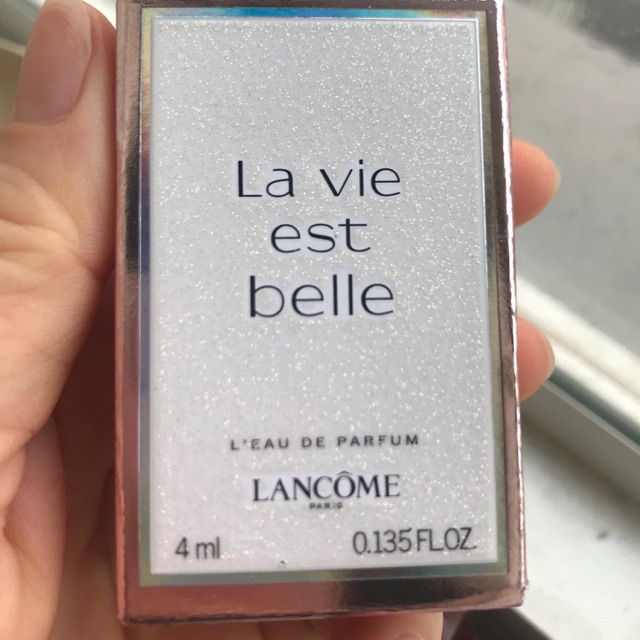 La vie
est
belle
L'EAU DE PARFUM
LANCÔME
PARIS
4 ml 0.135 FL.OZ.